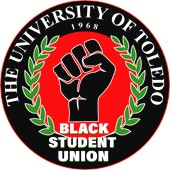 THE UNIVERSITY OF TOLEDO
1968
BLACK
STUDENT
UNION